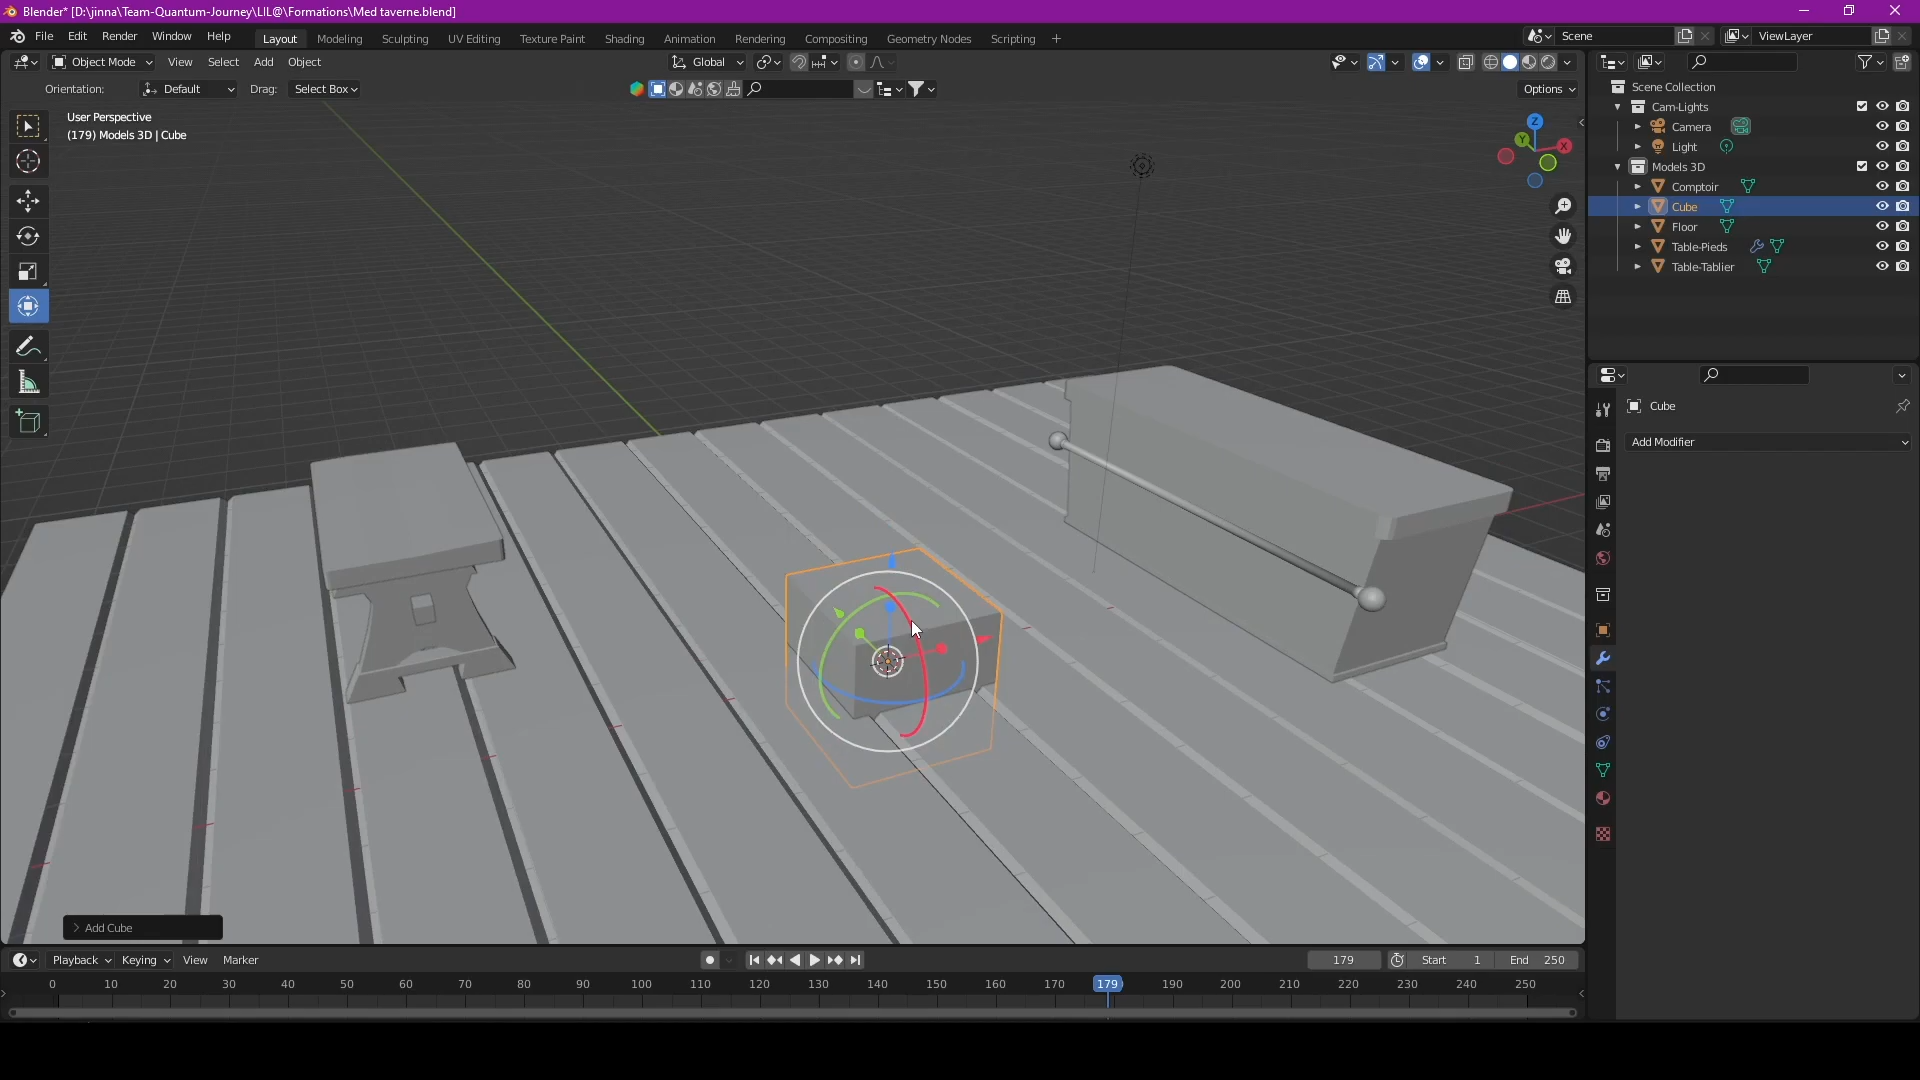 Blender* [D:\jinna\Team-Quantum-Journey\LIL@\Formations\Med taverne.blend]
File Edit Render Window Help Layout Modeling Sculpting UV Editing Texture Paint Shading Animation Rendering Compositing Geometry Nodes Scripting + Scene ViewLayer
Object Mode View Select Add Object Global
Orientation: Default Drag: Select Box Options
User Perspective
(179) Models 3D | Cube
Z
Y
X
Scene Collection
Cam-Lights
Camera
Light
Models 3D
Comptoir
Cube
Floor
Table-Pieds
Table-Tablier
Cube
Add Modifier
Add Cube
Playback Keying View Marker 179 Start 1 End 250
0 10 20 30 40 50 60 70 80 90 100 110 120 130 140 150 160 170 179 190 200 210 220 230 240 250